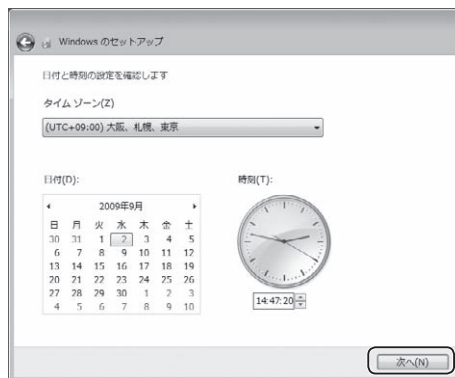 Windows のセットアップ
日付と時刻の設定を確認します
タイム ゾーン(Z)
(UTC+09:00) 大阪、札幌、東京
日付(D):
2009年9月
日 月 火 水 木 金 土
30 31 1 2 3 4 5
6 7 8 9 10 11 12
13 14 15 16 17 18 19
20 21 22 23 24 25 26
27 28 29 30 1 2 3
4 5 6 7 8 9 10
時刻(T):
14:47:20
次へ(N)